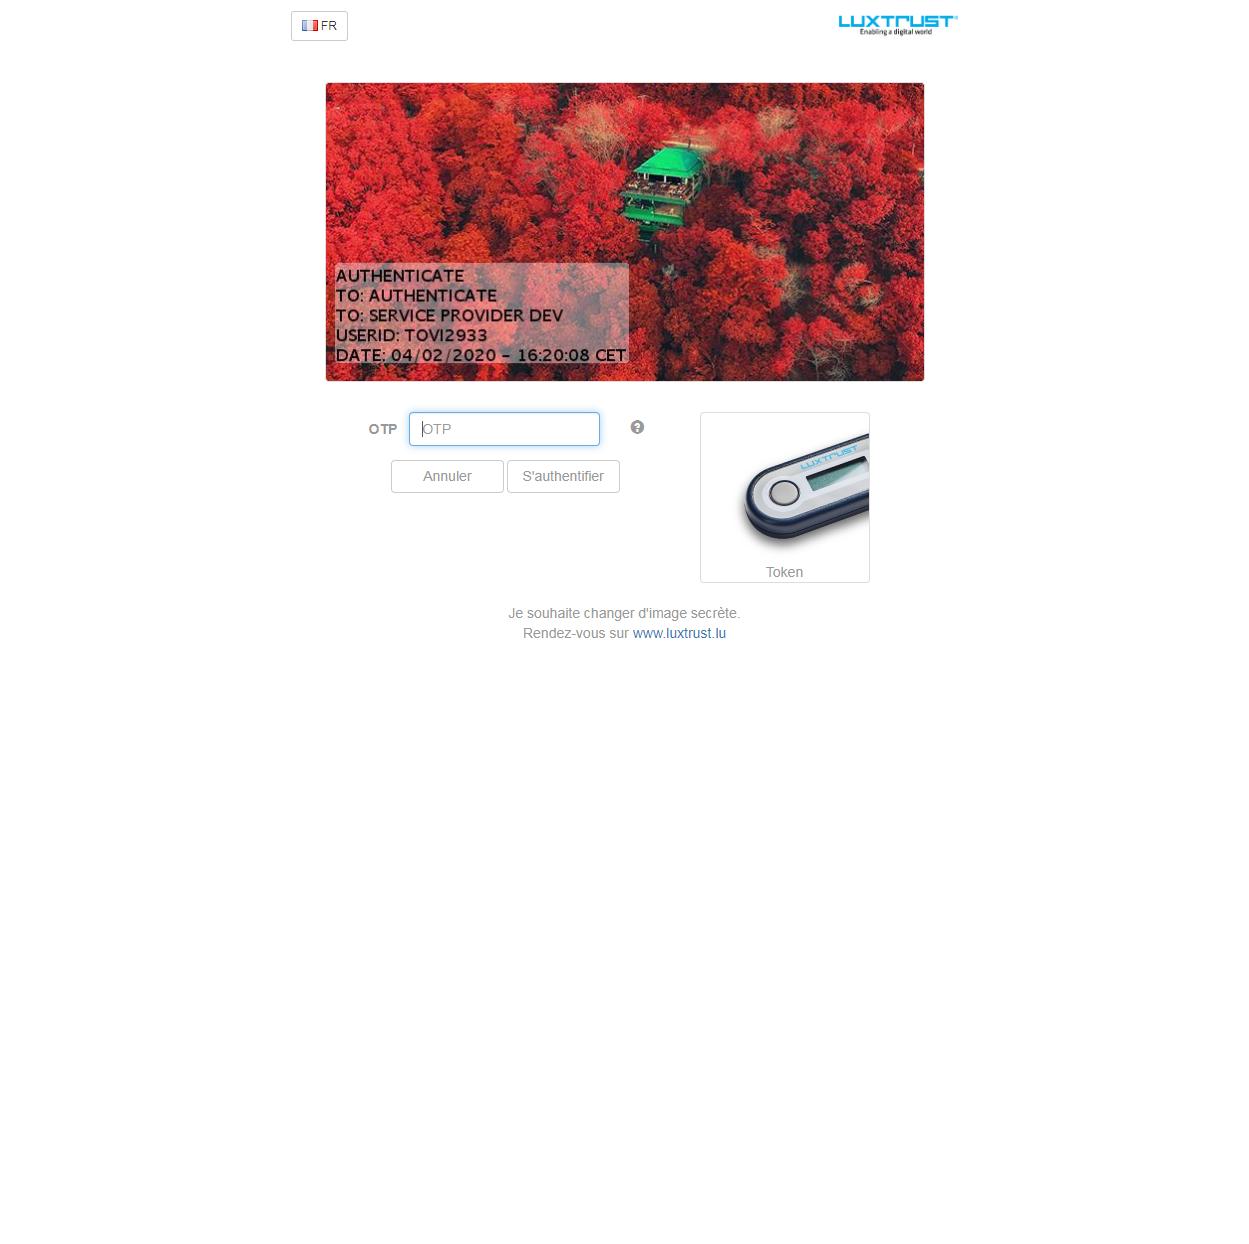 FR
LUXTRUST
Enabling a digital world
AUTHENTICATE
TO: AUTHENTICATE
TO: SERVICE PROVIDER DEV
USERID: TOVI2933
DATE: 04/02/2020 - 16:20:08 CET
OTP OTP
Annuler S'authentifier
LUXTRUST
Token
Je souhaite changer d'image secrète.
Rendez-vous sur www.luxtrust.lu